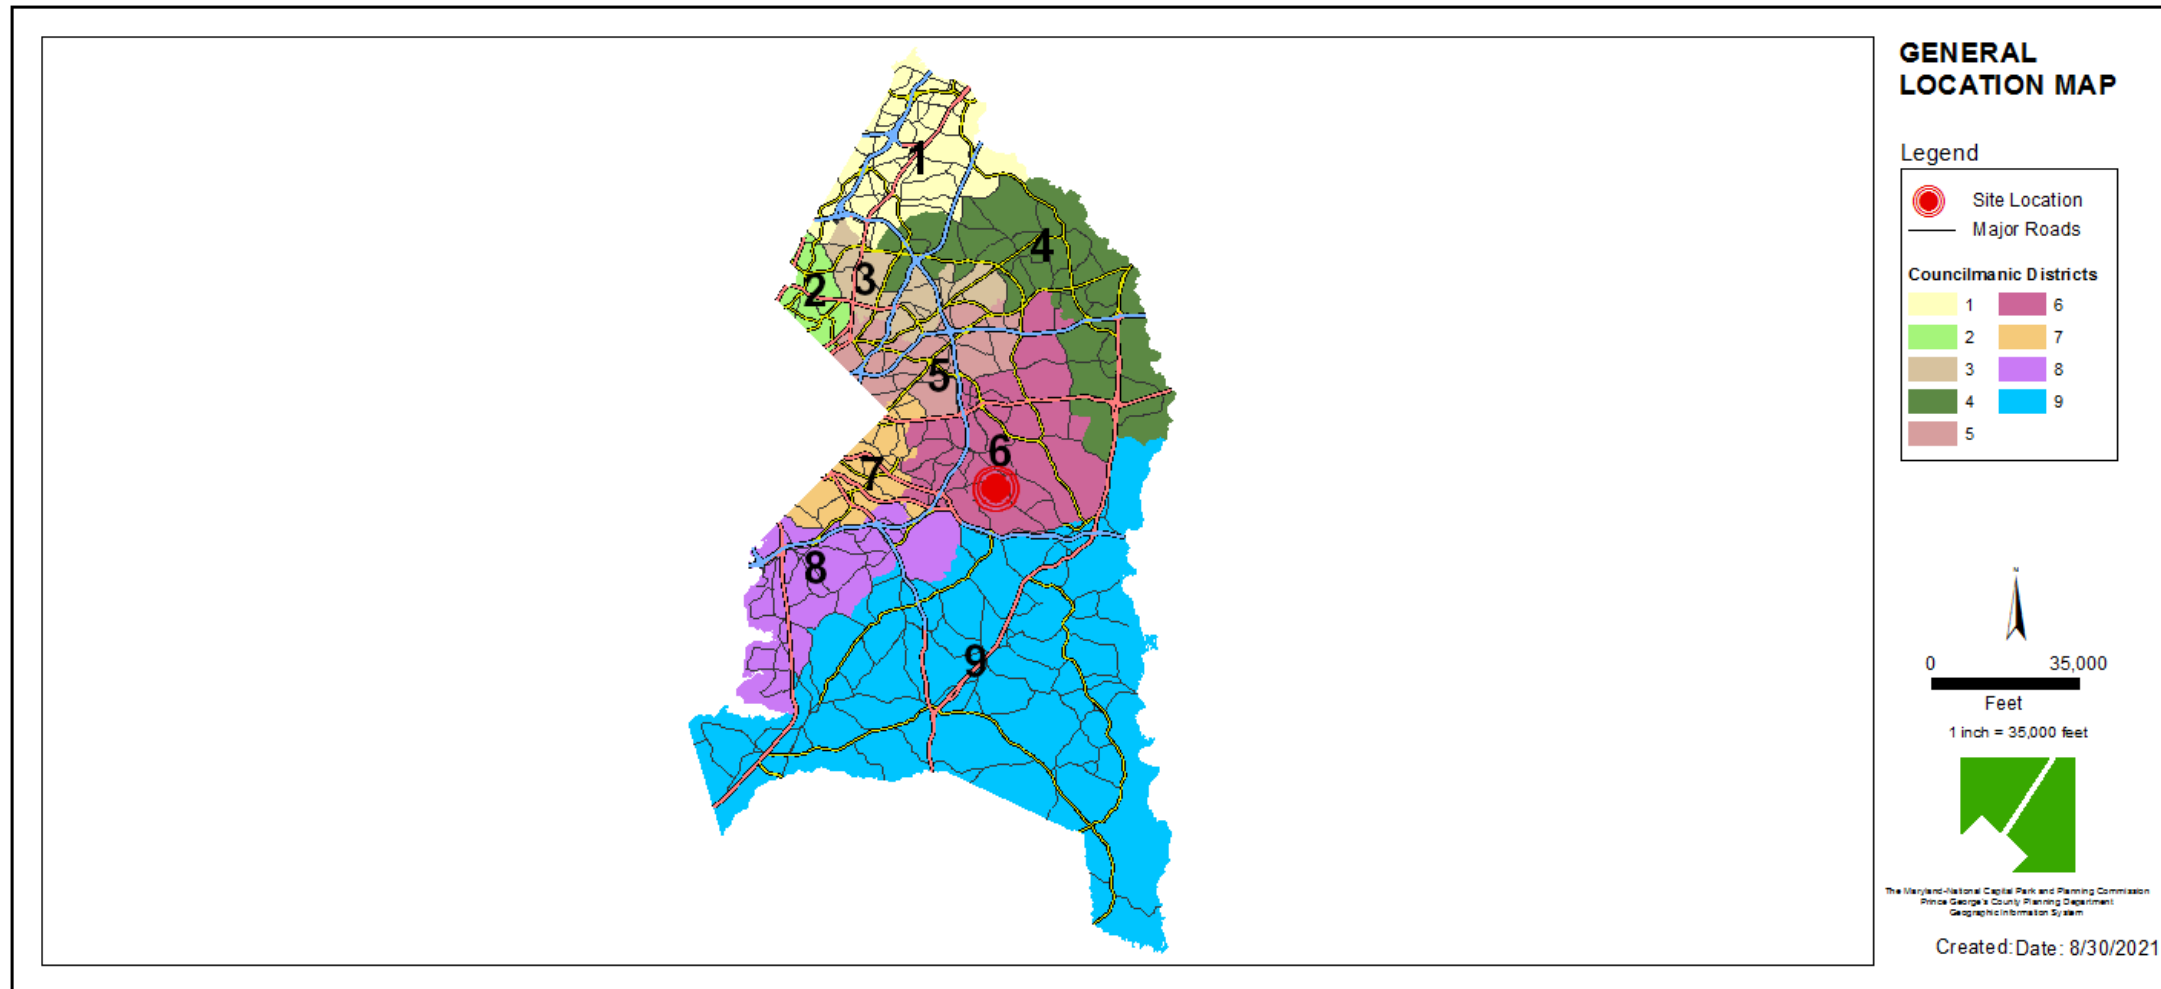 GENERAL
LOCATION MAP
Legend
Site Location
Major Roads
Councilmanic Districts
1 6
2 7
3 8
4 9
5
1
2
3
4
5
6
7
8
9
N
0 35,000
Feet
1 inch = 35,000 feet
The Maryland-National Capital Park and Planning Commission
Prince George's County Planning Department
Geographic Information System
Created: Date: 8/30/2021